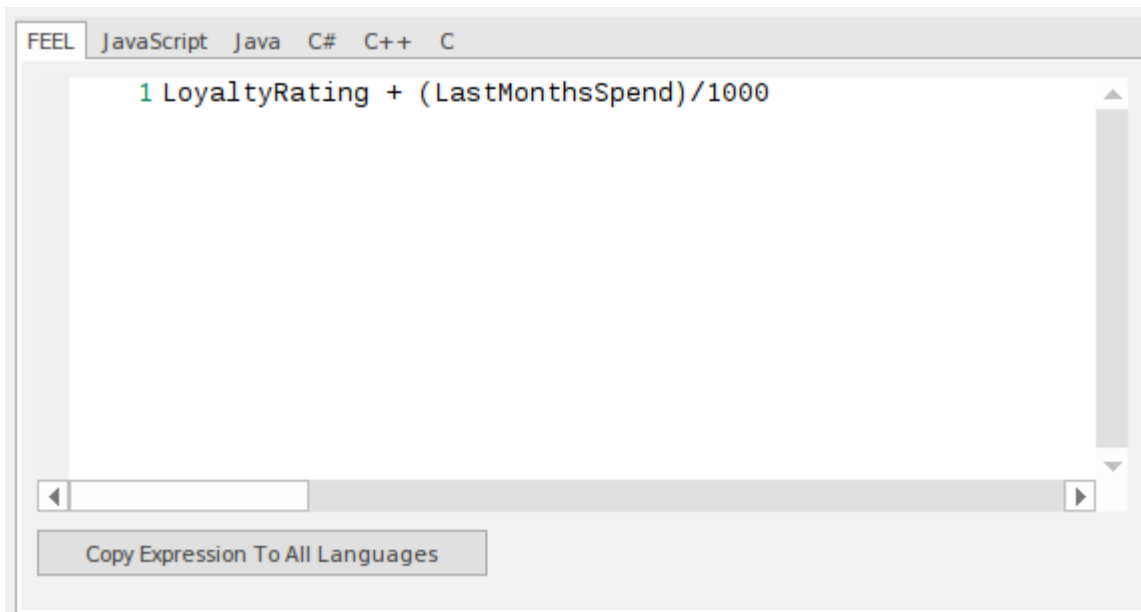 FEEL JavaScript Java C# C++ C
1 LoyaltyRating + (LastMonthsSpend)/1000
Copy Expression To All Languages